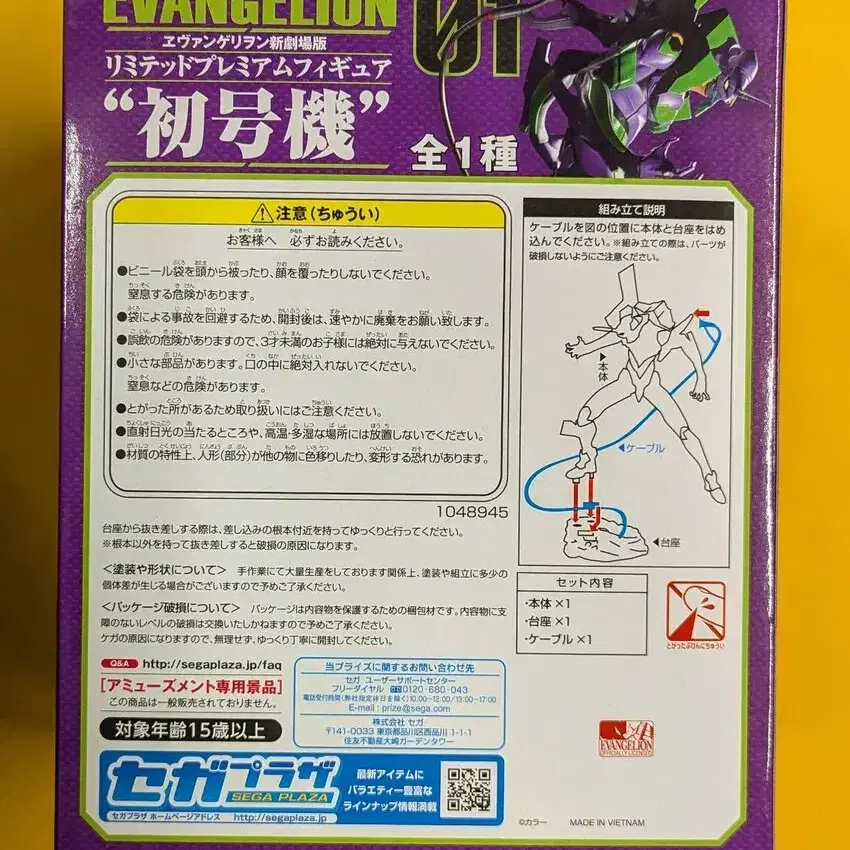 EVANGELION
01
ヱヴァンゲリヲン新劇場版
リミテッドプレミアムフィギュア
“初号機”
全1種
⚠注意(ちゅうい)
お客様へ 必ずお読みください。
●ビニール袋を頭から被ったり、顔を覆ったりしないでください。
窒息する危険があります。
●袋による事故を回避するため、開封後は、速やかに廃棄をお願い致します。
●誤飲の危険がありますので、3才未満のお子様には絶対に与えないでください。
●小さな部品があります。口の中に絶対入れないでください。
窒息などの危険があります。
●とがった所があるため取り扱いにはご注意ください。
●直射日光の当たるところや、高温・多湿な場所には放置しないでください。
●材質の特性上、人形(部分)が他の物に色移りしたり、変形する恐れがあります。
1048945
組み立て説明
ケーブルを図の位置に本体と台座をはめ
込んでください。※組み立ての際は、パーツが
破損しないようにご注意ください。
▶本体
◀ケーブル
◀台座
台座から抜き差しする際は、差し込みの根本付近を持ってゆっくりと行ってください。
※根本以外を持って抜き差しすると破損の原因になります。
<塗装や形状について> 手作業にて大量生産をしております関係上、塗装や組立に多少の
個体差が生じる場合がございますので予めご了承ください。
<パッケージ破損について> パッケージは内容物を保護するための梱包材です。内容物に支
障のないレベルの破損は交換いたしかねますので予めご了承ください。
ケガの原因になりますので、無理せず、ゆっくり丁寧に開封してください。
セット内容
・本体×1
・台座×1
・ケーブル×1
とがったぶひんにちゅうい
Q&A http://segaplaza.jp/faq
[アミューズメント専用景品]
この商品は一般販売されておりません。
対象年齢15歳以上
当プライズに関するお問い合わせ先
セガ ユーザーサポートセンター
フリーダイヤル 0120-680-043
電話受付時間(弊社指定休日を除く)10:00~12:00/13:00~17:00
E-mail : prize@sega.com
株式会社 セガ
〒141-0033 東京都品川区西品川 1-1-1
住友不動産大崎ガーデンタワー
EVANGELION
OFFICIALLY LICENSED
セガプラザ
SEGA PLAZA
セガプラザ ホームページアドレス http://segaplaza.jp/
最新アイテムに
バラエティー豊富な
ラインナップ情報満載
©カラー MADE IN VIETNAM